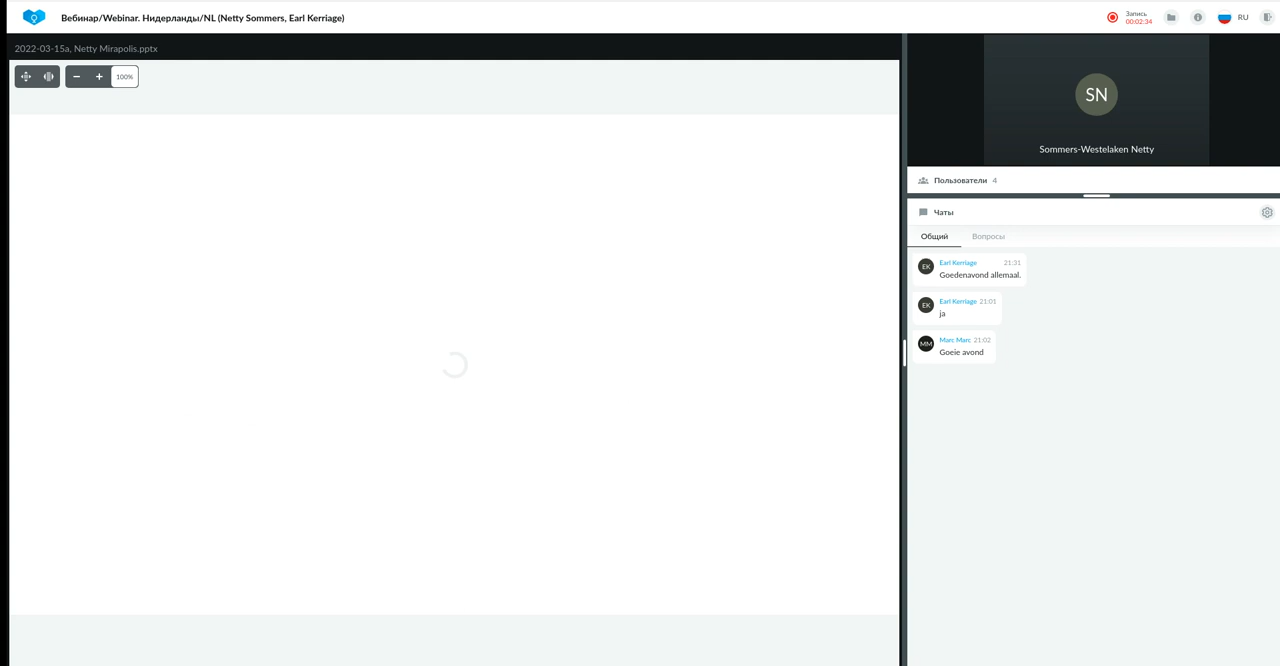 Вебинар/Webinar. Нидерланды/NL (Netty Sommers, Earl Kerriage)
Запись
00:02:34
RU
2022-03-15a, Netty Mirapolis.pptx
100%
SN
Sommers-Westelaken Netty
Пользователи 4
Чаты
Общий Вопросы
EK
Earl Kerriage 21:31
Goedenavond allemaal.
EK
Earl Kerriage 21:01
ja
MM
Marc Marc 21:02
Goeie avond